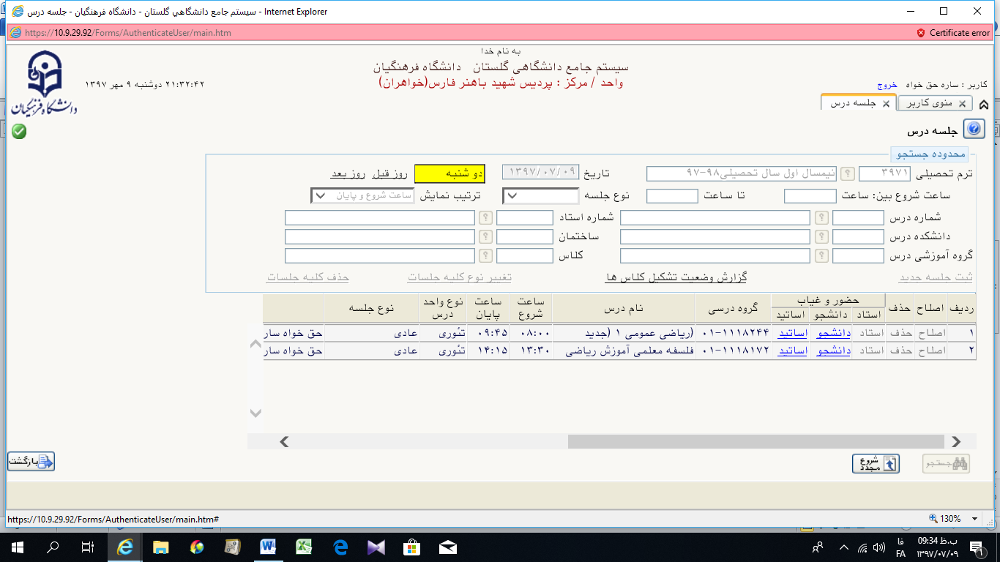 سیستم جامع دانشگاهي گلستان - دانشگاه فرهنگیان - جلسه درس - Internet Explorer
https://10.9.29.92/Forms/AuthenticateUser/main.htm Certificate error
به نام خدا
سیستم جامع دانشگاهی گلستان دانشگاه فرهنگیان
واحد / مرکز : پردیس شهید باهنر فارس(خواهران)
کاربر : ساره حق خواه خروج
۲۱:۳۲:۴۲ دوشنبه ۹ مهر ۱۳۹۷
دانشگاه فرهنگیان
منوی کاربر جلسه درس
جلسه درس
محدوده جستجو
ترم تحصیلی ۳۹۷۱ ? نیمسال اول سال تحصیلی۹۸-۹۷ تاریخ ۱۳۹۷/۰۷/۰۹ دو شنبه روز قبل روز بعد
ساعت شروع بین: ساعت تا ساعت نوع جلسه ترتیب نمایش ساعت شروع و پایان
شماره درس ? شماره استاد ?
دانشکده درس ? ساختمان ?
گروه آموزشی درس ? کلاس ?
ثبت جلسه جدید گزارش وضعیت تشکیل کلاس ها تغییر نوع کلیه جلسات حذف کلیه جلسات
ردیف اصلاح حذف حضور و غیاب استاد دانشجو اساتید گروه درسی نام درس ساعت شروع ساعت پایان نوع واحد درس نوع جلسه
۱ اصلاح حذف استاد دانشجو اساتید ۰۱-۱۱۱۸۲۴۴ (ریاضی عمومی ۱ (جدید ۰۸:۰۰ ۰۹:۴۵ تئوری عادی حق خواه سار
۲ اصلاح حذف استاد دانشجو اساتید ۰۱-۱۱۱۸۱۷۲ فلسفه معلمی آموزش ریاضی ۱۳:۳۰ ۱۴:۱۵ تئوری عادی حق خواه سار
جستجو شروع مجدد بازگشت
https://10.9.29.92/Forms/AuthenticateUser/main.htm# 130%
فا ب.ظ 09:34
FA ۱۳۹۷/۰۷/۰۹ 1